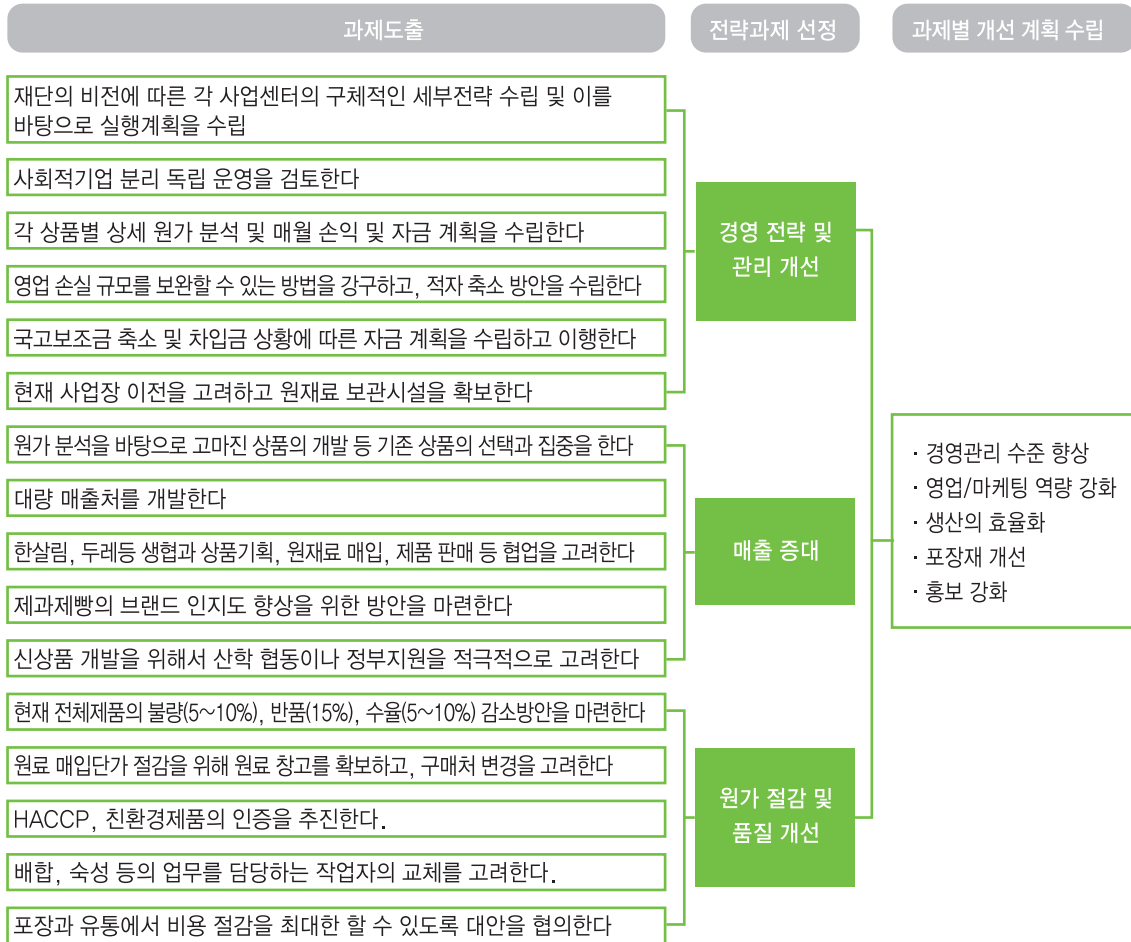 과제도출
전략과제 선정
과제별 개선 계획 수립
재단의 비전에 따른 각 사업센터의 구체적인 세부전략 수립 및 이를
바탕으로 실행계획을 수립
사회적기업 분리 독립 운영을 검토한다
각 상품별 상세 원가 분석 및 매월 손익 및 자금 계획을 수립한다
영업 손실 규모를 보완할 수 있는 방법을 강구하고, 적자 축소 방안을 수립한다
국고보조금 축소 및 차입금 상황에 따른 자금 계획을 수립하고 이행한다
현재 사업장 이전을 고려하고 원재료 보관시설을 확보한다
경영 전략 및
관리 개선
원가 분석을 바탕으로 고마진 상품의 개발 등 기존 상품의 선택과 집중을 한다
대량 매출처를 개발한다
한살림, 두레등 생협과 상품기획, 원재료 매입, 제품 판매 등 협업을 고려한다
제과제빵의 브랜드 인지도 향상을 위한 방안을 마련한다
신상품 개발을 위해서 산학 협동이나 정부지원을 적극적으로 고려한다
매출 증대
현재 전체제품의 불량(5~10%), 반품(15%), 수율(5~10%) 감소방안을 마련한다
원료 매입단가 절감을 위해 원료 창고를 확보하고, 구매처 변경을 고려한다
HACCP, 친환경제품의 인증을 추진한다.
배합, 숙성 등의 업무를 담당하는 작업자의 교체를 고려한다.
포장과 유통에서 비용 절감을 최대한 할 수 있도록 대안을 협의한다
원가 절감 및
품질 개선
· 경영관리 수준 향상
· 영업/마케팅 역량 강화
· 생산의 효율화
· 포장재 개선
· 홍보 강화